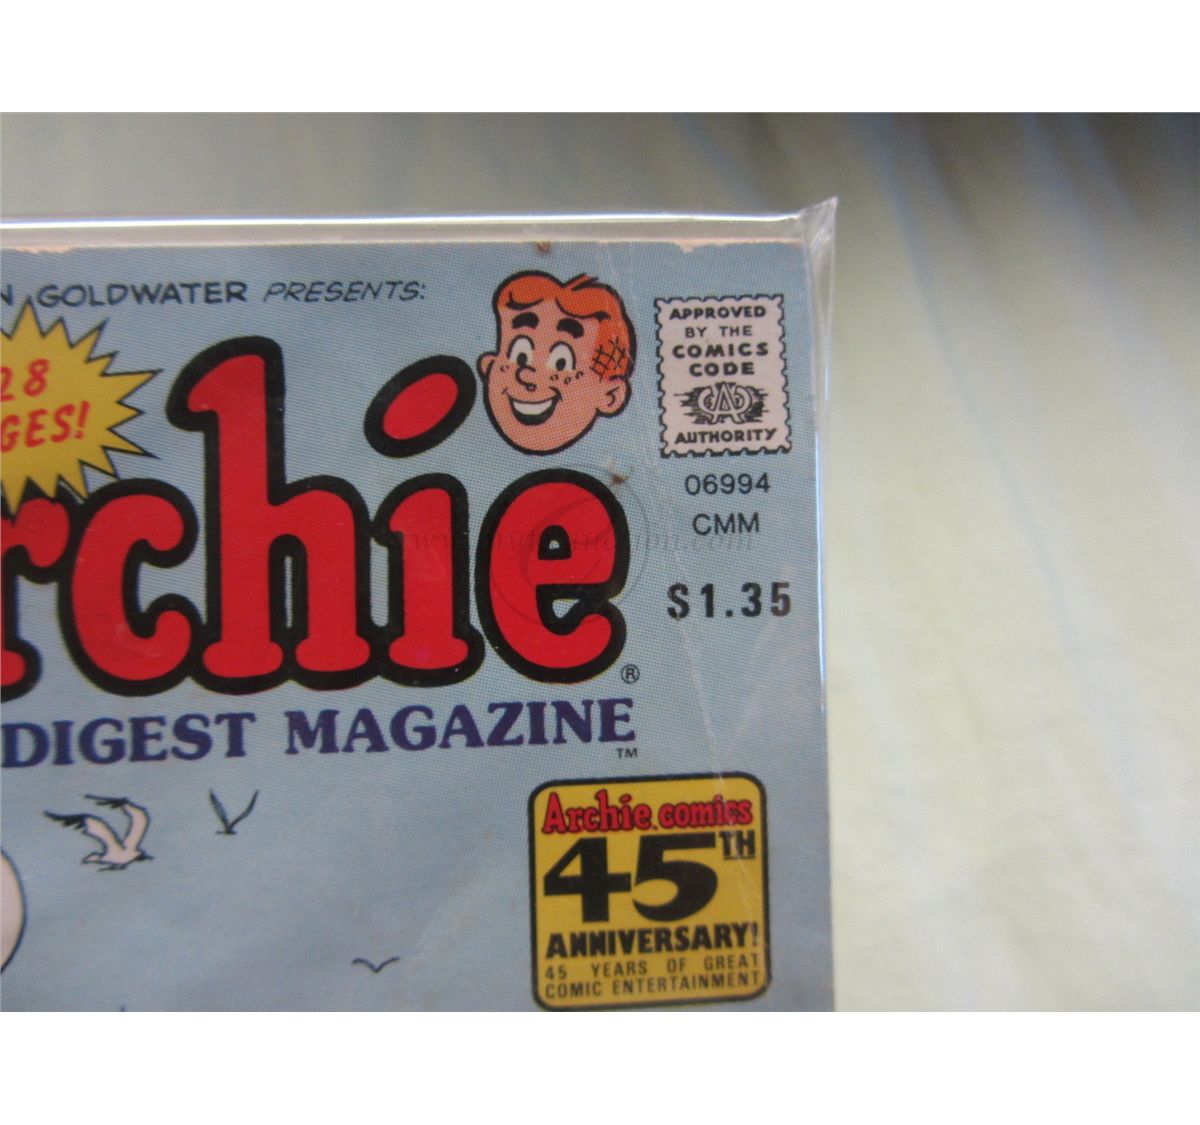 N GOLDWATER PRESENTS:
28
GES!
rchie
®
DIGEST MAGAZINE
™
APPROVED
BY THE
COMICS
CODE
AUTHORITY
06994
CMM
$1.35
Archie comics
45TH
ANNIVERSARY!
45 YEARS OF GREAT
COMIC ENTERTAINMENT